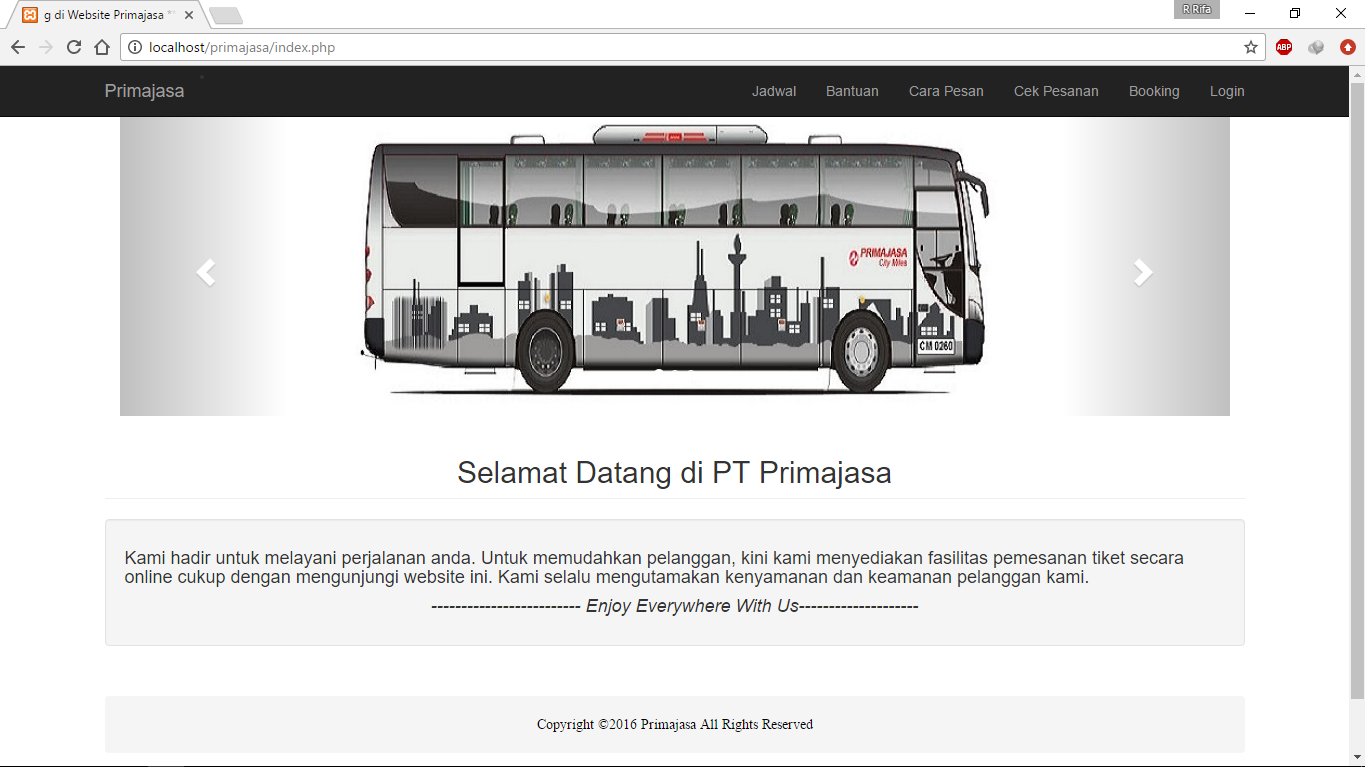 g di Website Primajasa *
R Rifa
localhost/primajasa/index.php
ABP
Primajasa
Jadwal Bantuan Cara Pesan Cek Pesanan Booking Login
PRIMAJASA
City Miles
CM 0260
Selamat Datang di PT Primajasa
Kami hadir untuk melayani perjalanan anda. Untuk memudahkan pelanggan, kini kami menyediakan fasilitas pemesanan tiket secara
online cukup dengan mengunjungi website ini. Kami selalu mengutamakan kenyamanan dan keamanan pelanggan kami.
------------------------- Enjoy Everywhere With Us--------------------
Copyright ©2016 Primajasa All Rights Reserved